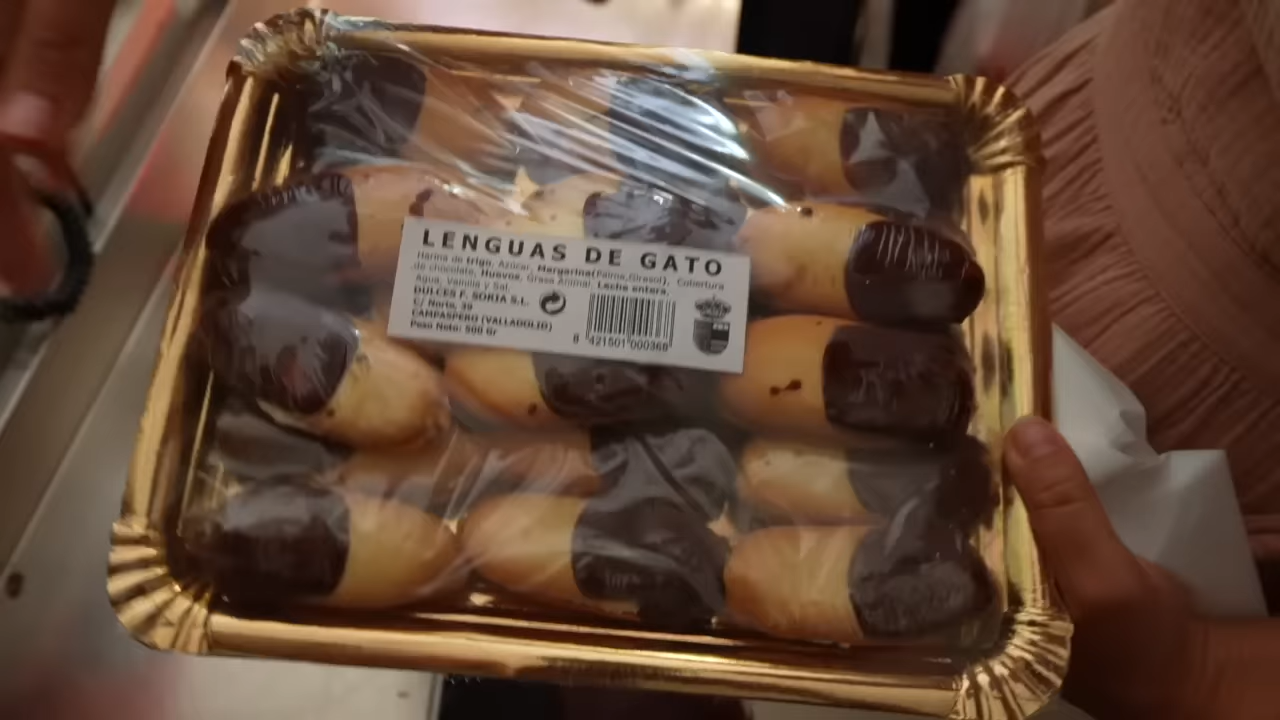 LENGUAS DE GATO
Harina de trigo, Azúcar, Margarina(Palma,Girasol), Cobertura
de chocolate, Huevos, Grasa Animal, Leche entera,
Agua, Vainilla y Sal.
DULCES F. SORIA S.L.
C/ Norte, 39
CAMPASPERO (VALLADOLID)
Peso Neto: 500 Gr
8 421501 000368